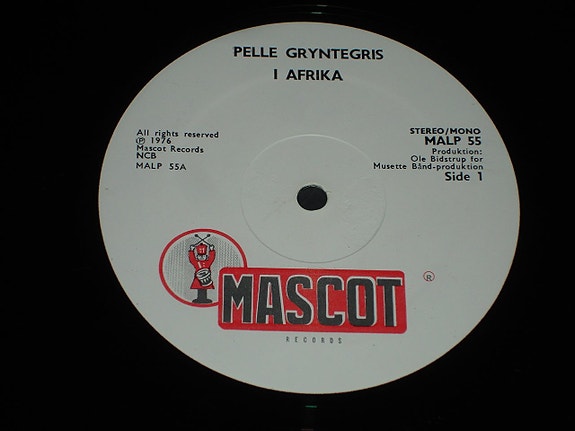 PELLE GRYNTEGRIS
I AFRIKA
All rights reserved
Ⓟ 1976
Mascot Records
NCB
MALP 55A
STEREO/MONO
MALP 55
Produktion:
Ole Bidstrup for
Musette Bånd-produktion
Side 1
MASCOT ®
RECORDS